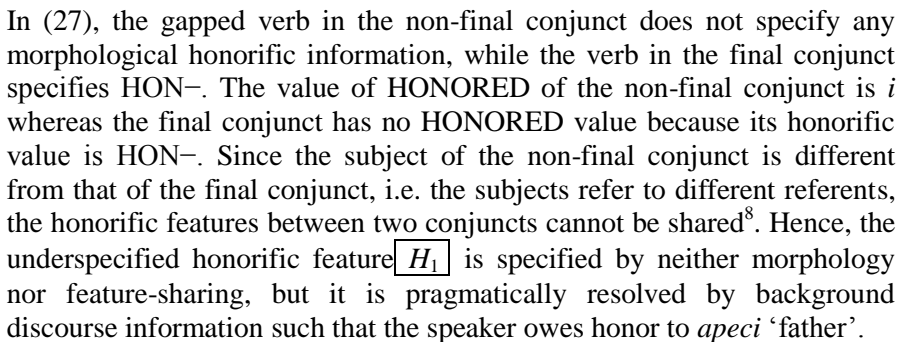 In (27), the gapped verb in the non-final conjunct does not specify any
morphological honorific information, while the verb in the final conjunct
specifies HON−. The value of HONORED of the non-final conjunct is i
whereas the final conjunct has no HONORED value because its honorific
value is HON−. Since the subject of the non-final conjunct is different
from that of the final conjunct, i.e. the subjects refer to different referents,
the honorific features between two conjuncts cannot be shared⁸. Hence, the
underspecified honorific feature H₁ is specified by neither morphology
nor feature-sharing, but it is pragmatically resolved by background
discourse information such that the speaker owes honor to apeci ‘father’.